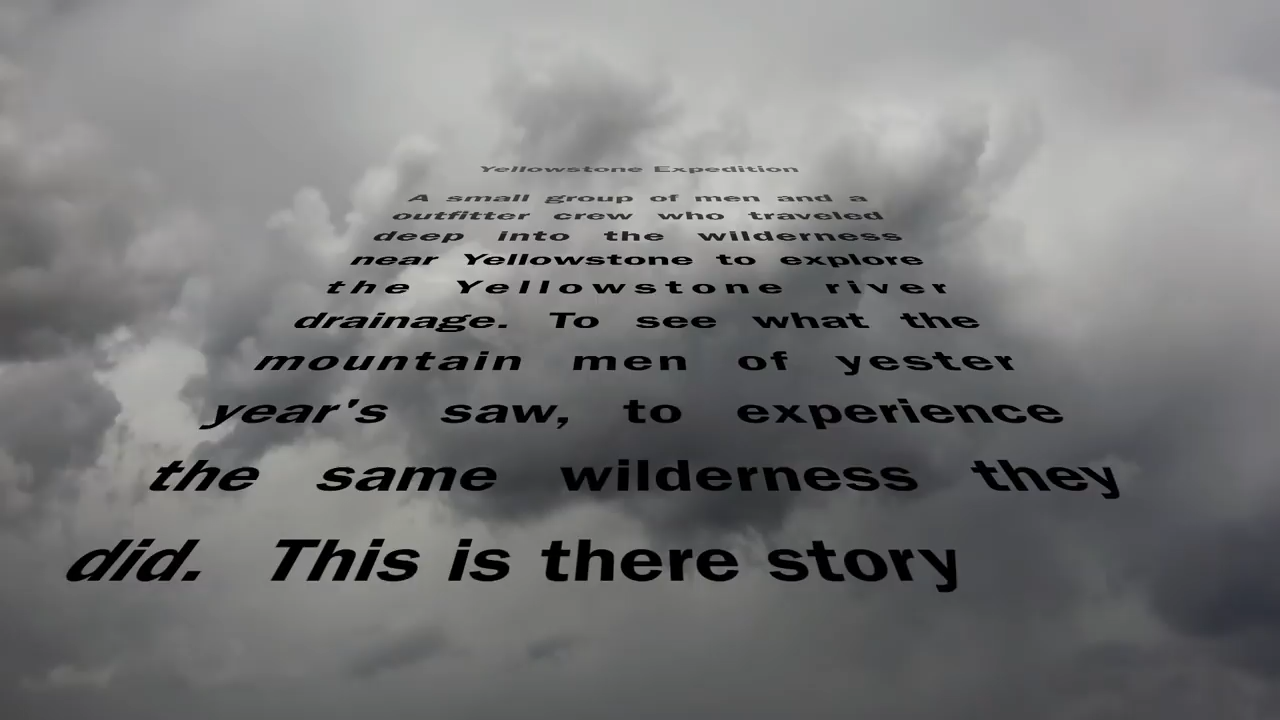 Yellowstone Expedition
A small group of men and a
outfitter crew who traveled
deep into the wilderness
near Yellowstone to explore
the Yellowstone river
drainage. To see what the
mountain men of yester
year's saw, to experience
the same wilderness they
did. This is there story